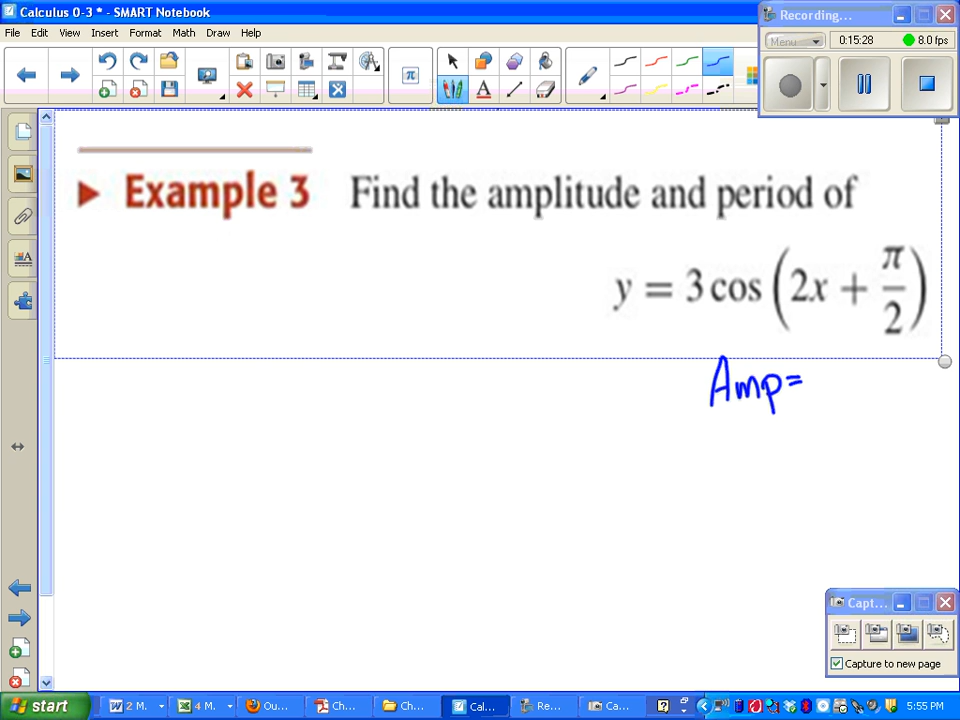 Calculus 0-3 * - SMART Notebook
File Edit View Insert Format Math Draw Help
Recording...
Menu
0:15:28 8.0 fps
π
A
▶ Example 3 Find the amplitude and period of
y = 3 cos (2x + π/2)
Amp=
Capt...
Capture to new page
start
2 M.
4 M.
Ou...
Ch...
Ch...
Cal...
Re...
Ca...
5:55 PM